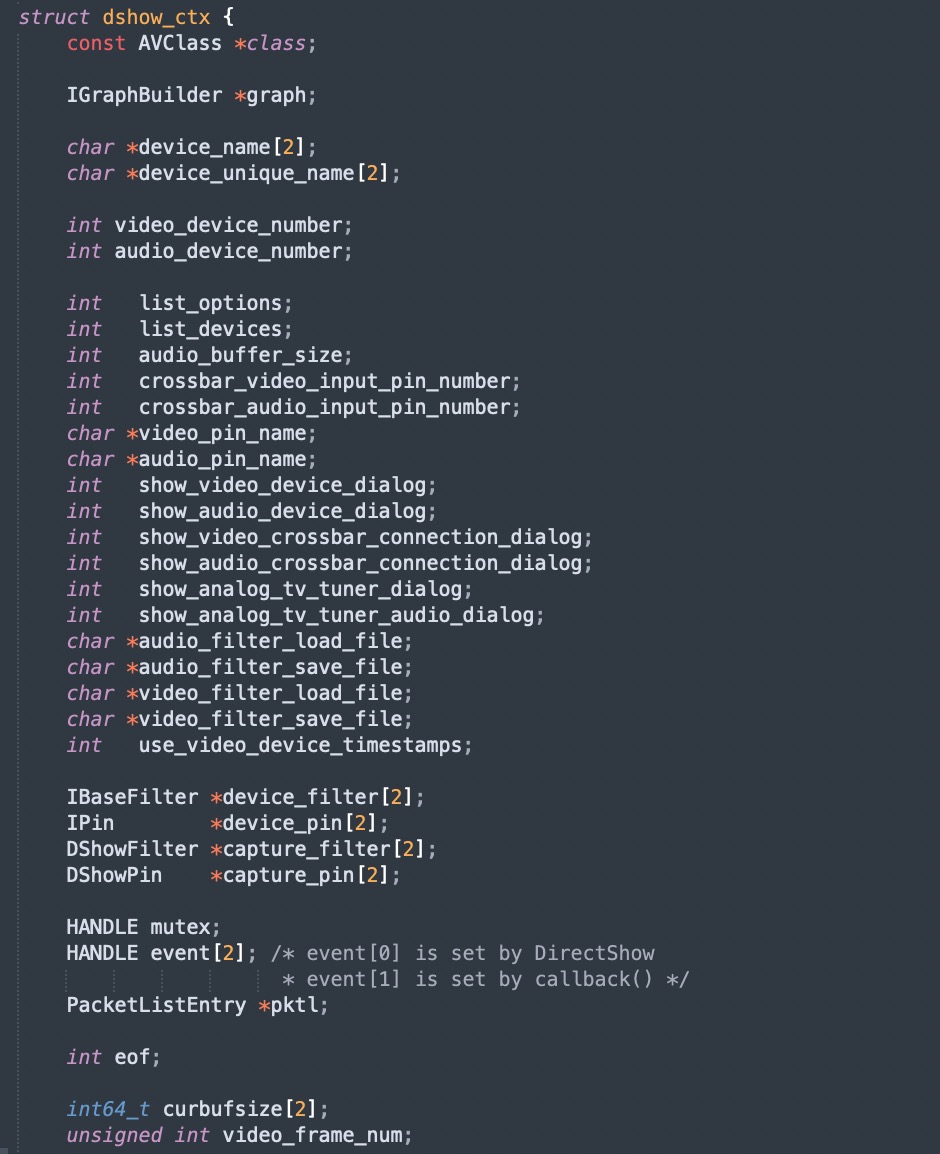 struct dshow_ctx {
    const AVClass *class;

    IGraphBuilder *graph;

    char *device_name[2];
    char *device_unique_name[2];

    int video_device_number;
    int audio_device_number;

    int   list_options;
    int   list_devices;
    int   audio_buffer_size;
    int   crossbar_video_input_pin_number;
    int   crossbar_audio_input_pin_number;
    char *video_pin_name;
    char *audio_pin_name;
    int   show_video_device_dialog;
    int   show_audio_device_dialog;
    int   show_video_crossbar_connection_dialog;
    int   show_audio_crossbar_connection_dialog;
    int   show_analog_tv_tuner_dialog;
    int   show_analog_tv_tuner_audio_dialog;
    char *audio_filter_load_file;
    char *audio_filter_save_file;
    char *video_filter_load_file;
    char *video_filter_save_file;
    int   use_video_device_timestamps;

    IBaseFilter *device_filter[2];
    IPin        *device_pin[2];
    DShowFilter *capture_filter[2];
    DShowPin    *capture_pin[2];

    HANDLE mutex;
    HANDLE event[2]; /* event[0] is set by DirectShow
                      * event[1] is set by callback() */
    PacketListEntry *pktl;

    int eof;

    int64_t curbufsize[2];
    unsigned int video_frame_num;